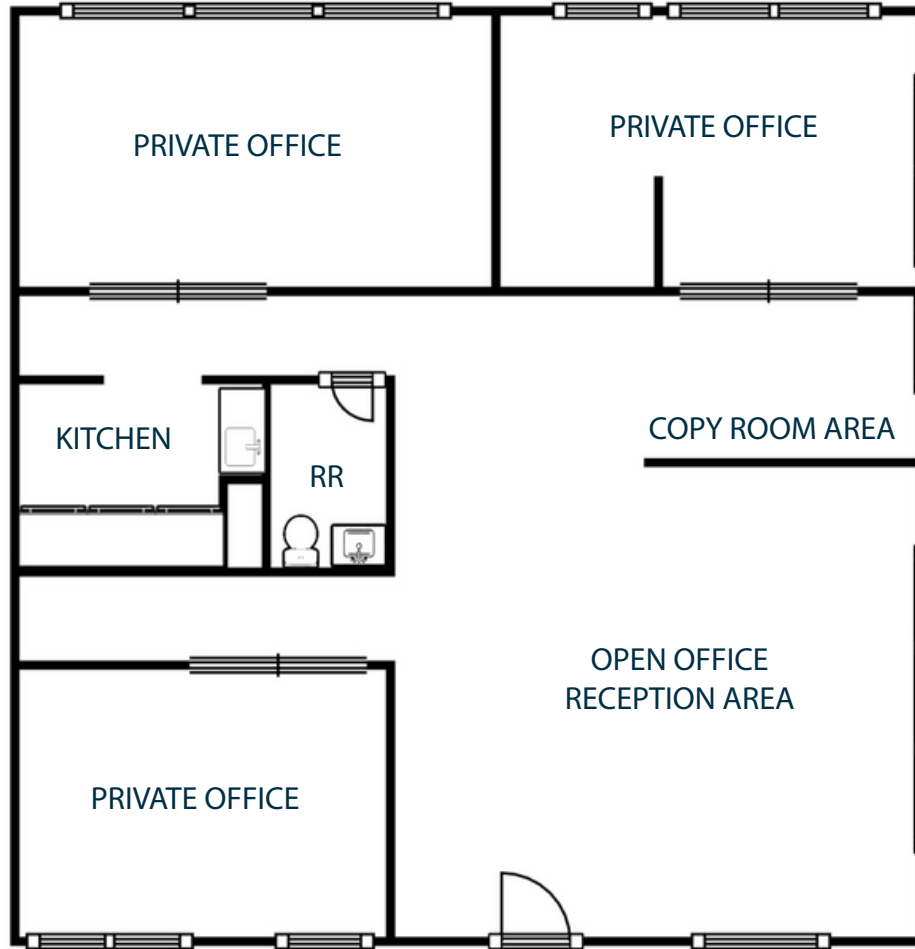 PRIVATE OFFICE
PRIVATE OFFICE
KITCHEN
RR
COPY ROOM AREA
OPEN OFFICE
RECEPTION AREA
PRIVATE OFFICE